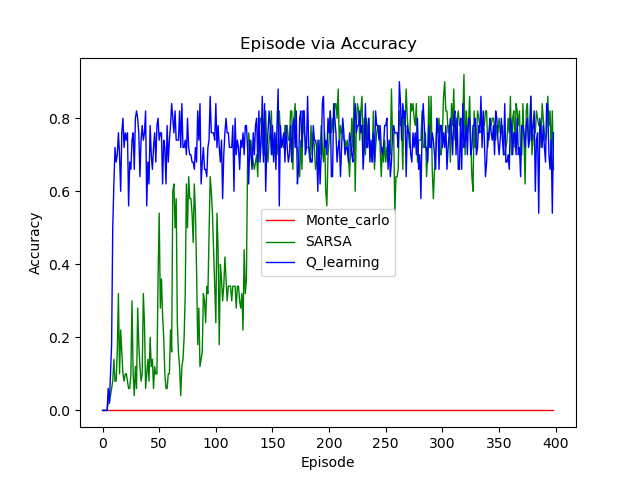 Episode via Accuracy
Accuracy
0.8
0.6
0.4
0.2
0.0
Monte_carlo
SARSA
Q_learning
0 50 100 150 200 250 300 350 400
Episode